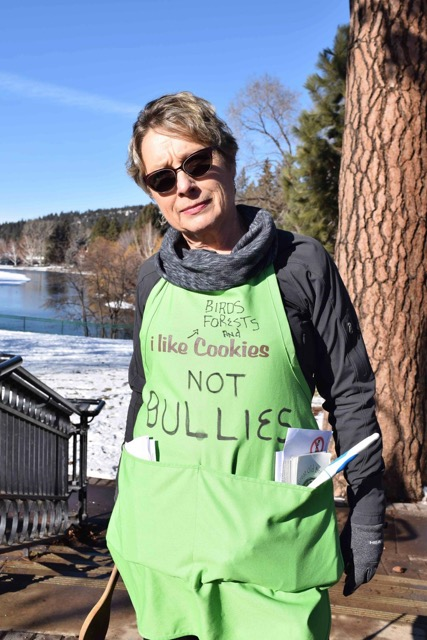 BIRDS
FORESTS
And
i like Cookies
NOT
BULLIES